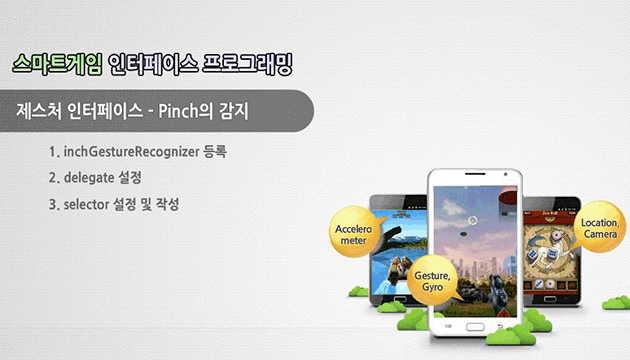 스마트게임 인터페이스 프로그래밍
제스처 인터페이스 - Pinch의 감지
1. inchGestureRecognizer 등록
2. delegate 설정
3. selector 설정 및 작성
Accelero
meter
Gesture,
Gyro
Location,
Camera